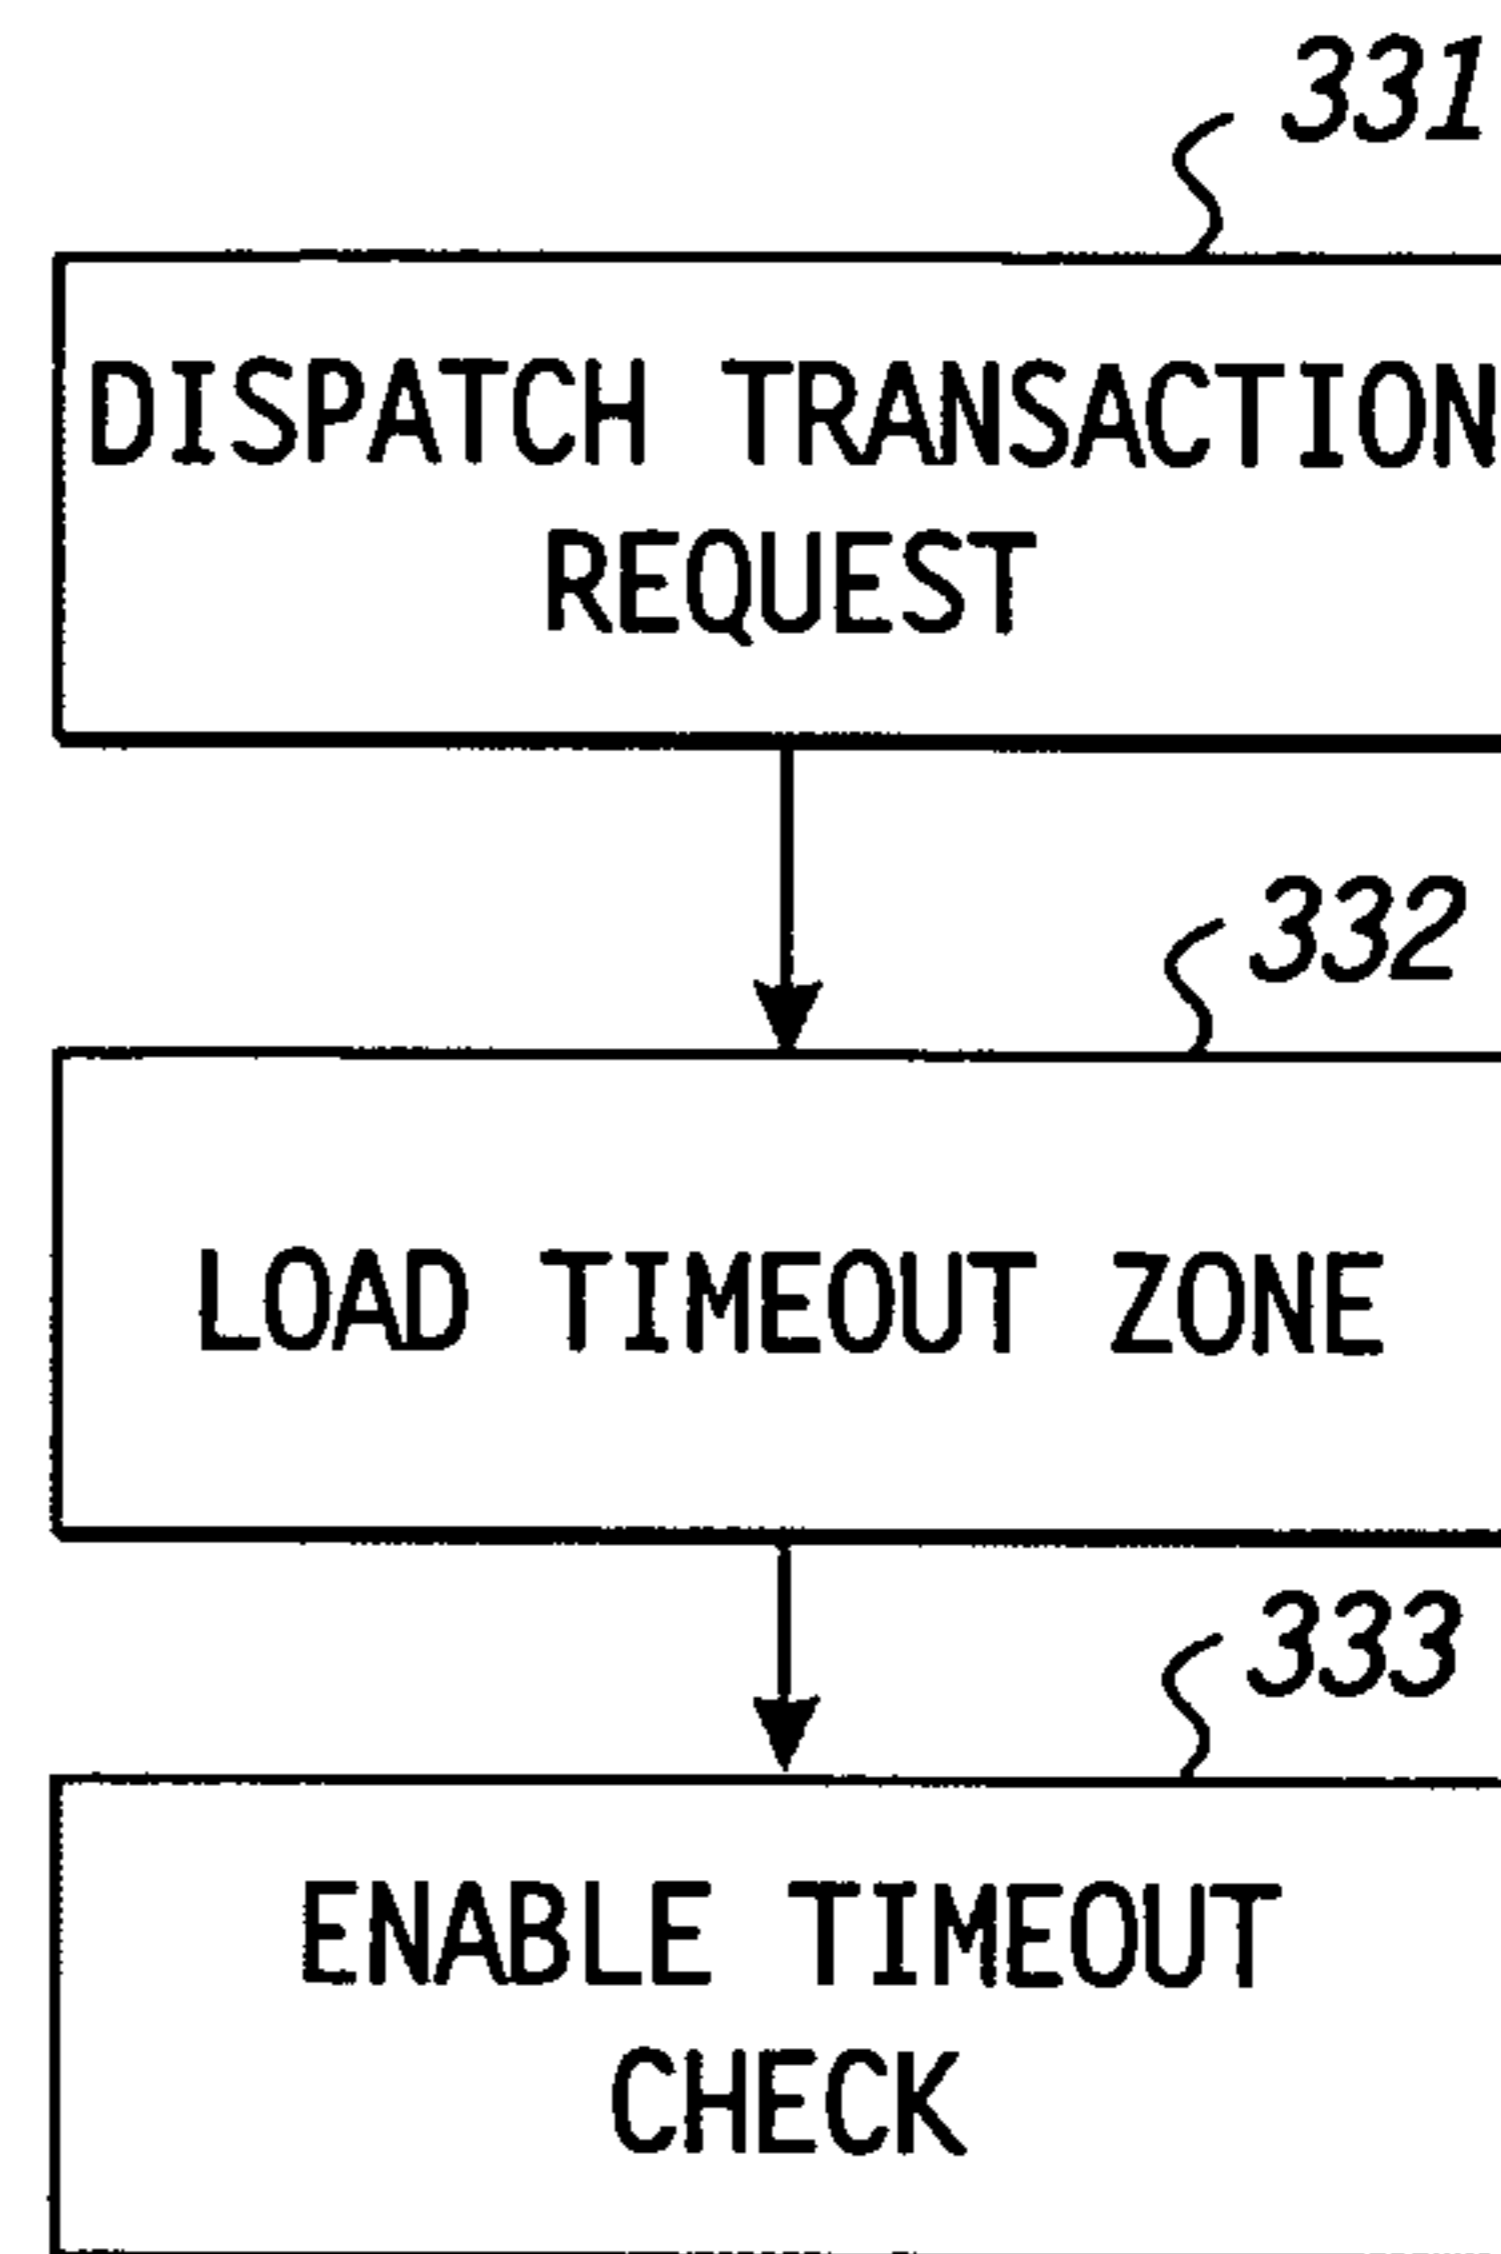 331
DISPATCH TRANSACTION
REQUEST
332
LOAD TIMEOUT ZONE
333
ENABLE TIMEOUT
CHECK